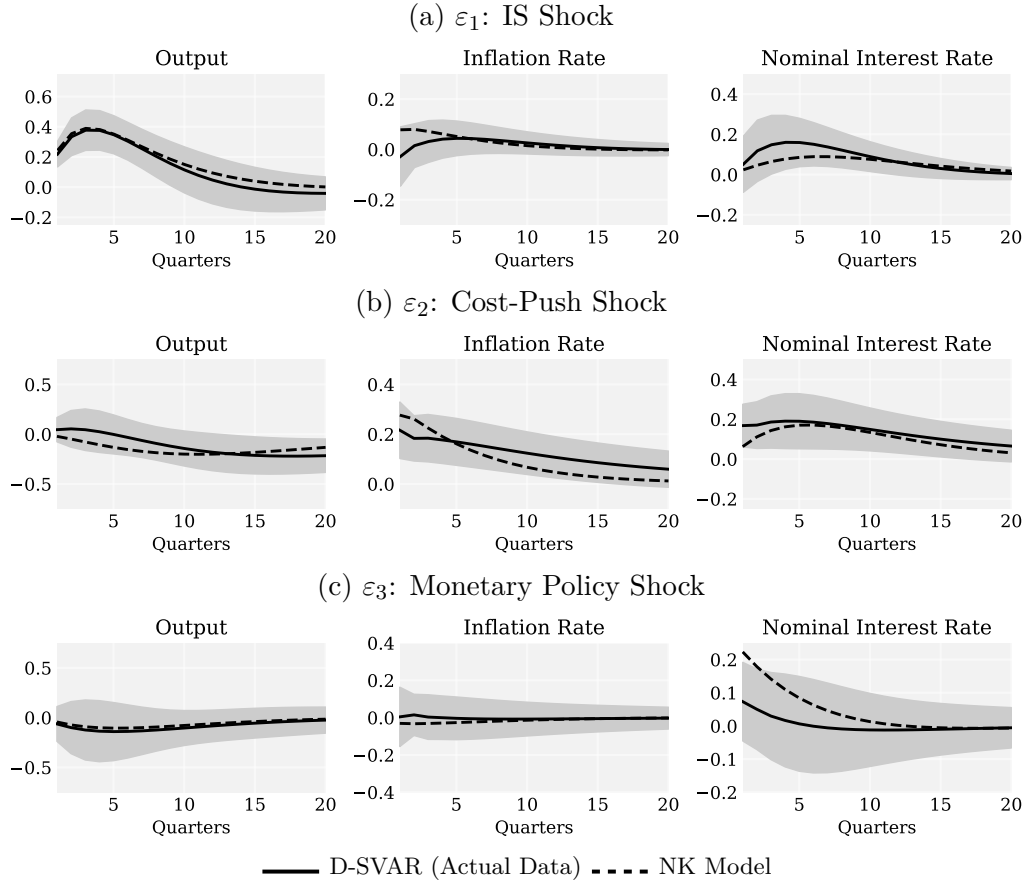 (a) ε₁: IS Shock
Output
Inflation Rate
Nominal Interest Rate
0.6
0.4
0.2
0.0
−0.2
5 10 15 20
Quarters
0.2
0.0
−0.2
5 10 15 20
Quarters
0.4
0.2
0.0
−0.2
5 10 15 20
Quarters
(b) ε₂: Cost-Push Shock
Output
Inflation Rate
Nominal Interest Rate
0.5
0.0
−0.5
5 10 15 20
Quarters
0.4
0.2
0.0
5 10 15 20
Quarters
0.4
0.2
0.0
−0.2
5 10 15 20
Quarters
(c) ε₃: Monetary Policy Shock
Output
Inflation Rate
Nominal Interest Rate
0.5
0.0
−0.5
5 10 15 20
Quarters
0.4
0.2
0.0
−0.2
−0.4
5 10 15 20
Quarters
0.2
0.1
0.0
−0.1
−0.2
5 10 15 20
Quarters
D-SVAR (Actual Data) NK Model